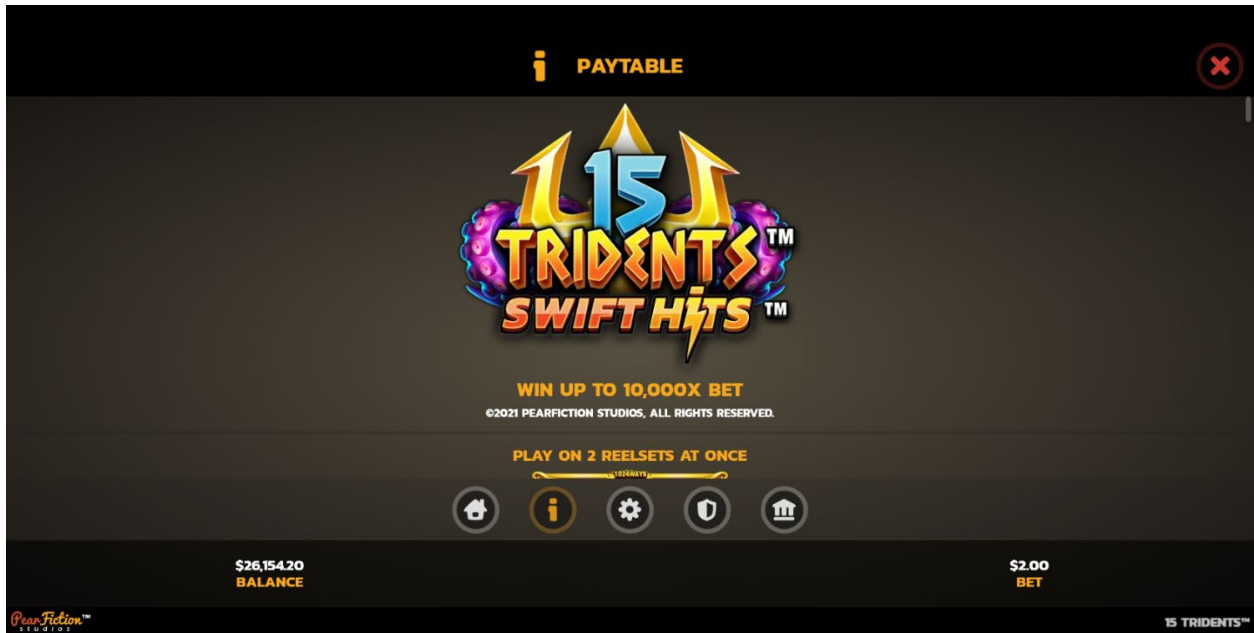 PAYTABLE
15
TRIDENTS™
SWIFT HITS™
WIN UP TO 10,000X BET
©2021 PEARFICTION STUDIOS, ALL RIGHTS RESERVED.
PLAY ON 2 REELSETS AT ONCE
1024WAYS
$26,154.20
BALANCE
$2.00
BET
PearFiction™
studios
15 TRIDENTS™